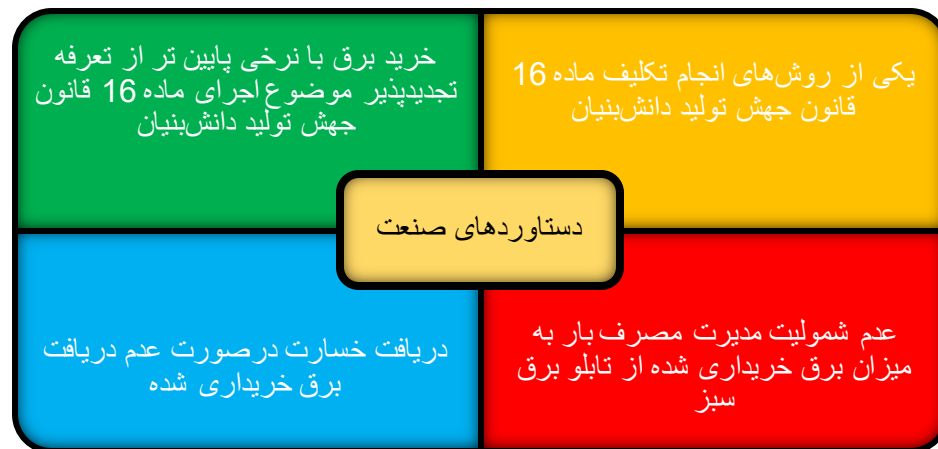 یکی از روش‌های انجام تکلیف ماده 16
قانون جهش تولید دانش‌بنیان
خرید برق با نرخی پایین تر از تعرفه
تجدیدپذیر موضوع اجرای ماده 16 قانون
جهش تولید دانش‌بنیان
دستاوردهای صنعت
عدم شمولیت مدیرت مصرف بار به
میزان برق خریداری شده از تابلو برق
سبز
دریافت خسارت درصورت عدم دریافت
برق خریداری شده